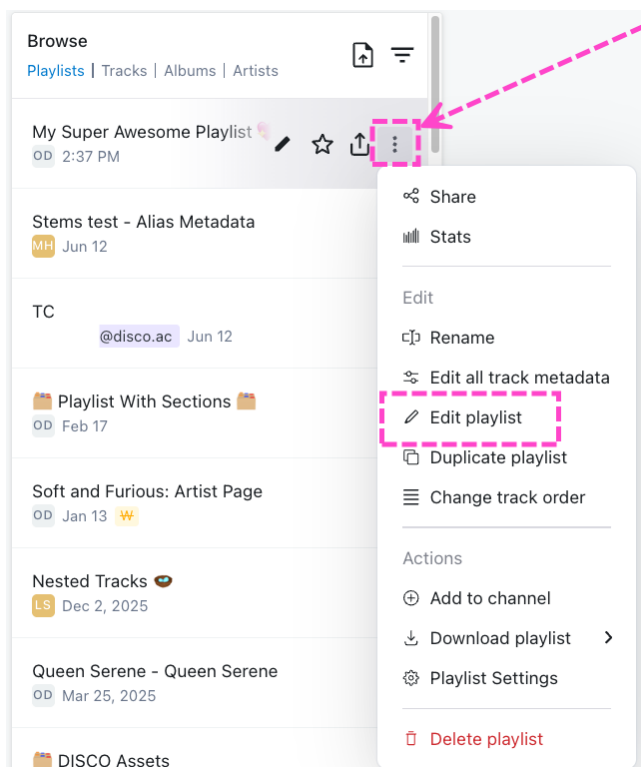 Browse
Playlists | Tracks | Albums | Artists
My Super Awesome Playlist
OD 2:37 PM
Stems test - Alias Metadata
MH Jun 12
TC
@disco.ac Jun 12
Playlist With Sections
OD Feb 17
Soft and Furious: Artist Page
OD Jan 13 ₩
Nested Tracks
LS Dec 2, 2025
Queen Serene - Queen Serene
OD Mar 25, 2025
DISCO Assets
Share
Stats
Edit
Rename
Edit all track metadata
Edit playlist
Duplicate playlist
Change track order
Actions
Add to channel
Download playlist
Playlist Settings
Delete playlist